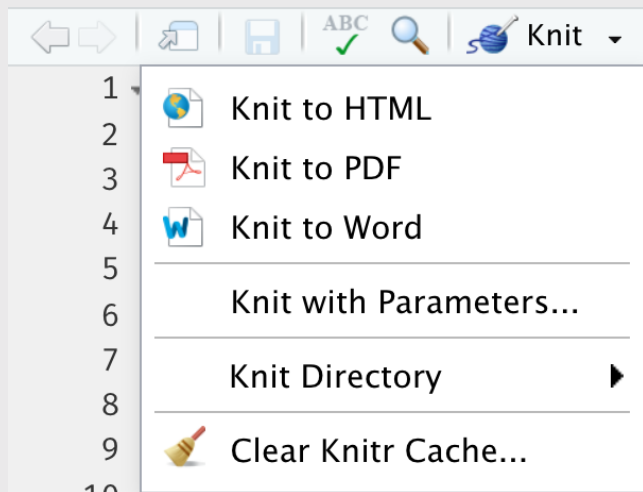 ABC
Knit
1
Knit to HTML
2
3
Knit to PDF
4
Knit to Word
5
6
Knit with Parameters...
7
Knit Directory
8
9
Clear Knitr Cache...
10